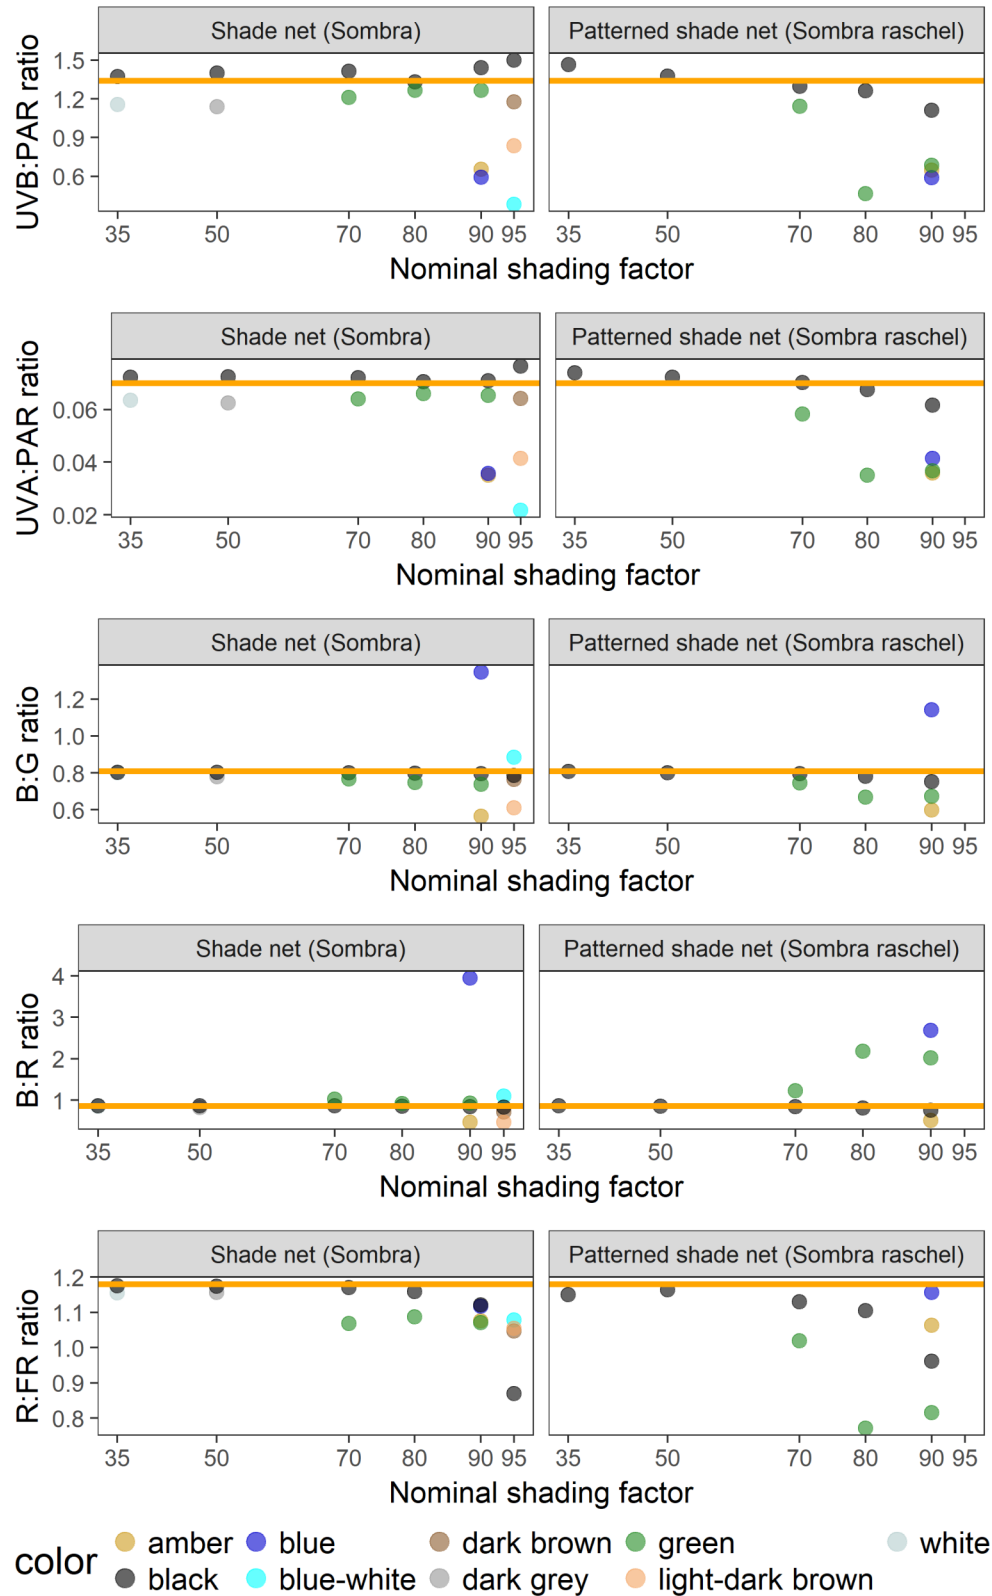 Shade net (Sombra) Patterned shade net (Sombra raschel)
UVB:PAR ratio
1.5
1.2
0.9
0.6
35 50 70 80 90 95 35 50 70 80 90 95
Nominal shading factor
Shade net (Sombra) Patterned shade net (Sombra raschel)
UVA:PAR ratio
0.06
0.04
0.02
35 50 70 80 90 95 35 50 70 80 90 95
Nominal shading factor
Shade net (Sombra) Patterned shade net (Sombra raschel)
B:G ratio
1.2
1.0
0.8
0.6
35 50 70 80 90 95 35 50 70 80 90 95
Nominal shading factor
Shade net (Sombra) Patterned shade net (Sombra raschel)
B:R ratio
4
3
2
1
35 50 70 80 90 95 35 50 70 80 90 95
Nominal shading factor
Shade net (Sombra) Patterned shade net (Sombra raschel)
R:FR ratio
1.2
1.1
1.0
0.9
0.8
35 50 70 80 90 95 35 50 70 80 90 95
Nominal shading factor
color
amber blue dark brown green white
black blue-white dark grey light-dark brown